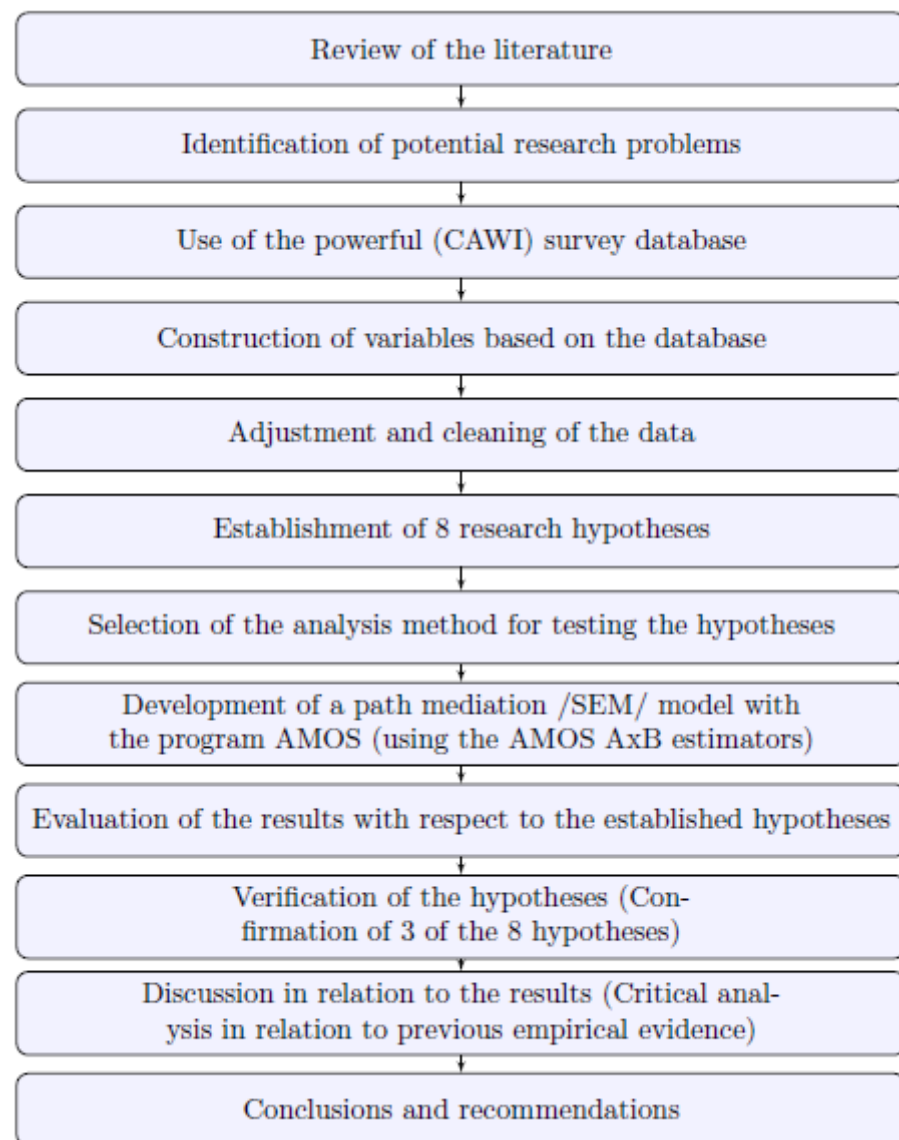 Review of the literature
Identification of potential research problems
Use of the powerful (CAWI) survey database
Construction of variables based on the database
Adjustment and cleaning of the data
Establishment of 8 research hypotheses
Selection of the analysis method for testing the hypotheses
Development of a path mediation /SEM/ model with
the program AMOS (using the AMOS AxB estimators)
Evaluation of the results with respect to the established hypotheses
Verification of the hypotheses (Con-
firmation of 3 of the 8 hypotheses)
Discussion in relation to the results (Critical anal-
ysis in relation to previous empirical evidence)
Conclusions and recommendations